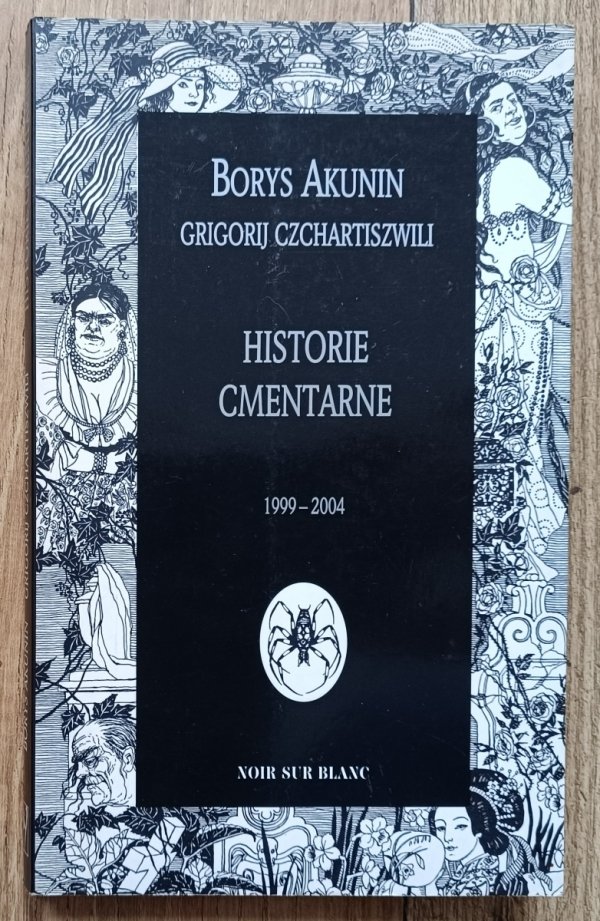 BORYS AKUNIN
GRIGORIJ CZCHARTISZWILI
HISTORIE
CMENTARNE
1999–2004
NOIR SUR BLANC